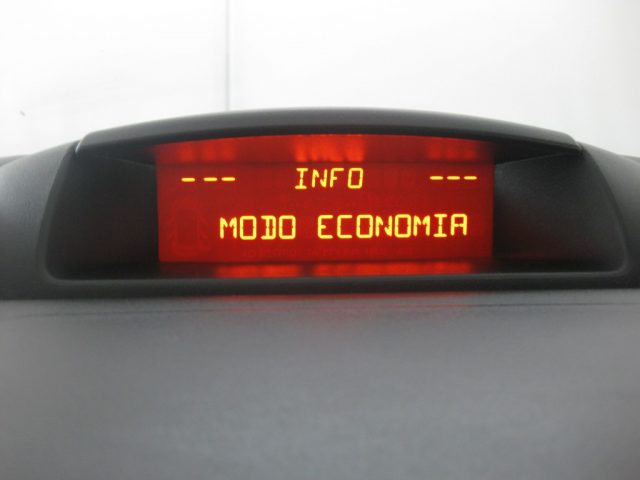 --- INFO ---
MODO ECONOMIA